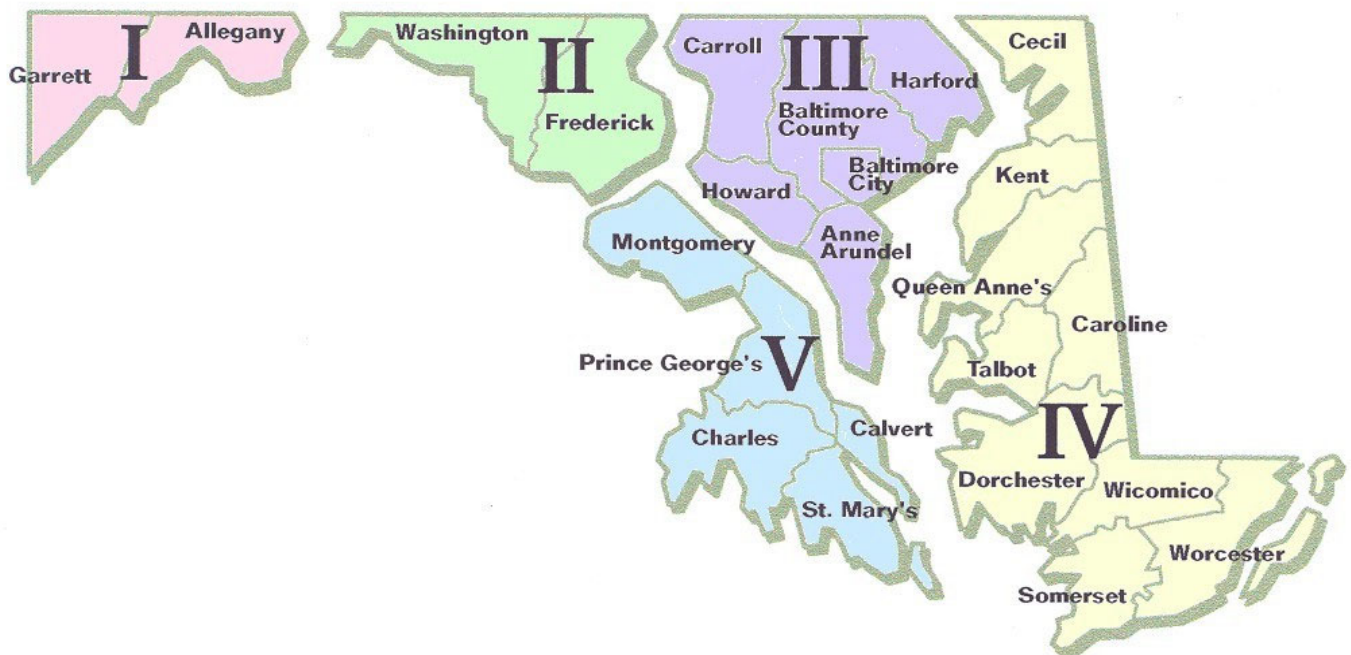 Garrett
I
Allegany
Washington
II
Frederick
Carroll
III
Harford
Baltimore
County
Baltimore
City
Howard
Anne
Arundel
Cecil
Kent
Queen Anne's
Caroline
Talbot
IV
Dorchester
Wicomico
Worcester
Somerset
Montgomery
Prince George's
V
Charles
Calvert
St. Mary's